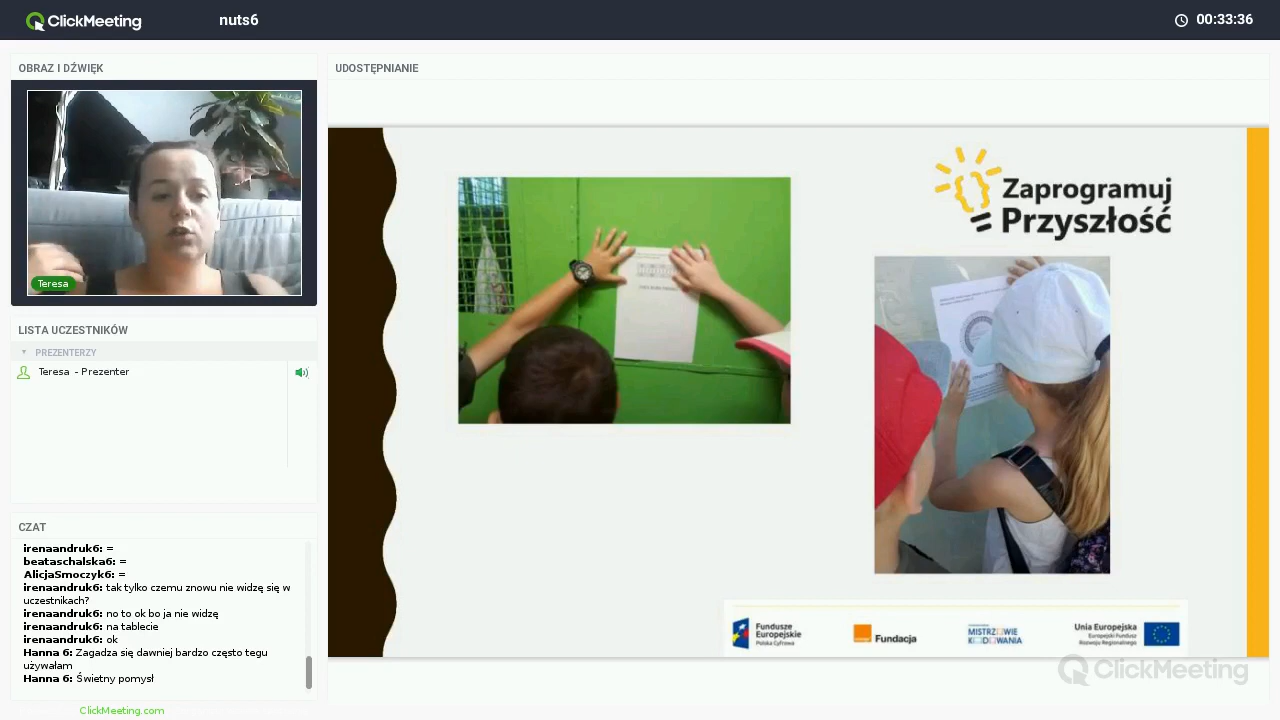 ClickMeeting
nuts6
00:33:36
OBRAZ I DŹWIĘK
Teresa
LISTA UCZESTNIKÓW
PREZENTERZY
Teresa - Prezenter
CZAT
irenaandruk6: =
beataschalska6: =
AlicjaSmoczyk6: =
irenaandruk6: tak tylko czemu znowu nie widzę się w
uczestnikach?
irenaandruk6: no to ok bo ja nie widzę
irenaandruk6: na tablecie
irenaandruk6: ok
Hanna 6: Zagadza się dawniej bardzo często tegu
używałam
Hanna 6: Świetny pomysł
ClickMeeting.com
UDOSTĘPNIANIE
Zaprogramuj
Przyszłość
Fundusze
Europejskie
Polska Cyfrowa
Fundacja
MISTRZOWIE
KODOWANIA
Unia Europejska
Europejski Fundusz
Rozwoju Regionalnego
ClickMeeting